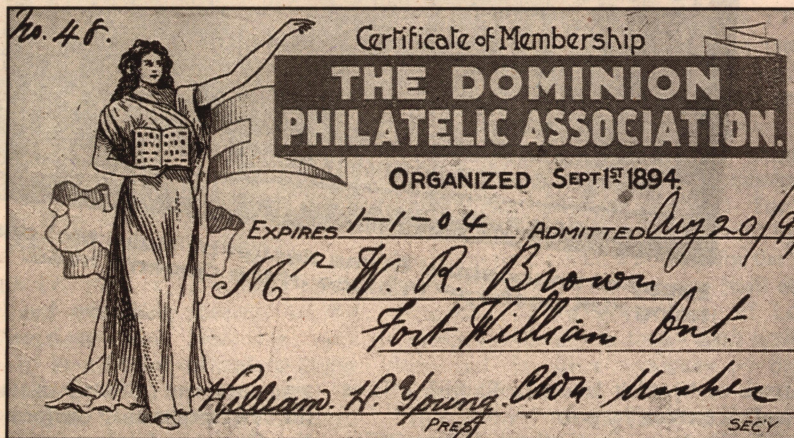 No. 48.
Certificate of Membership
THE DOMINION
PHILATELIC ASSOCIATION.
ORGANIZED SEPT 1ST 1894.
EXPIRES 1-1-04 ADMITTED Aug 20/9
Mr W. R. Brown
Fort William Ont.
William. H. Young.
PREST SEC'Y